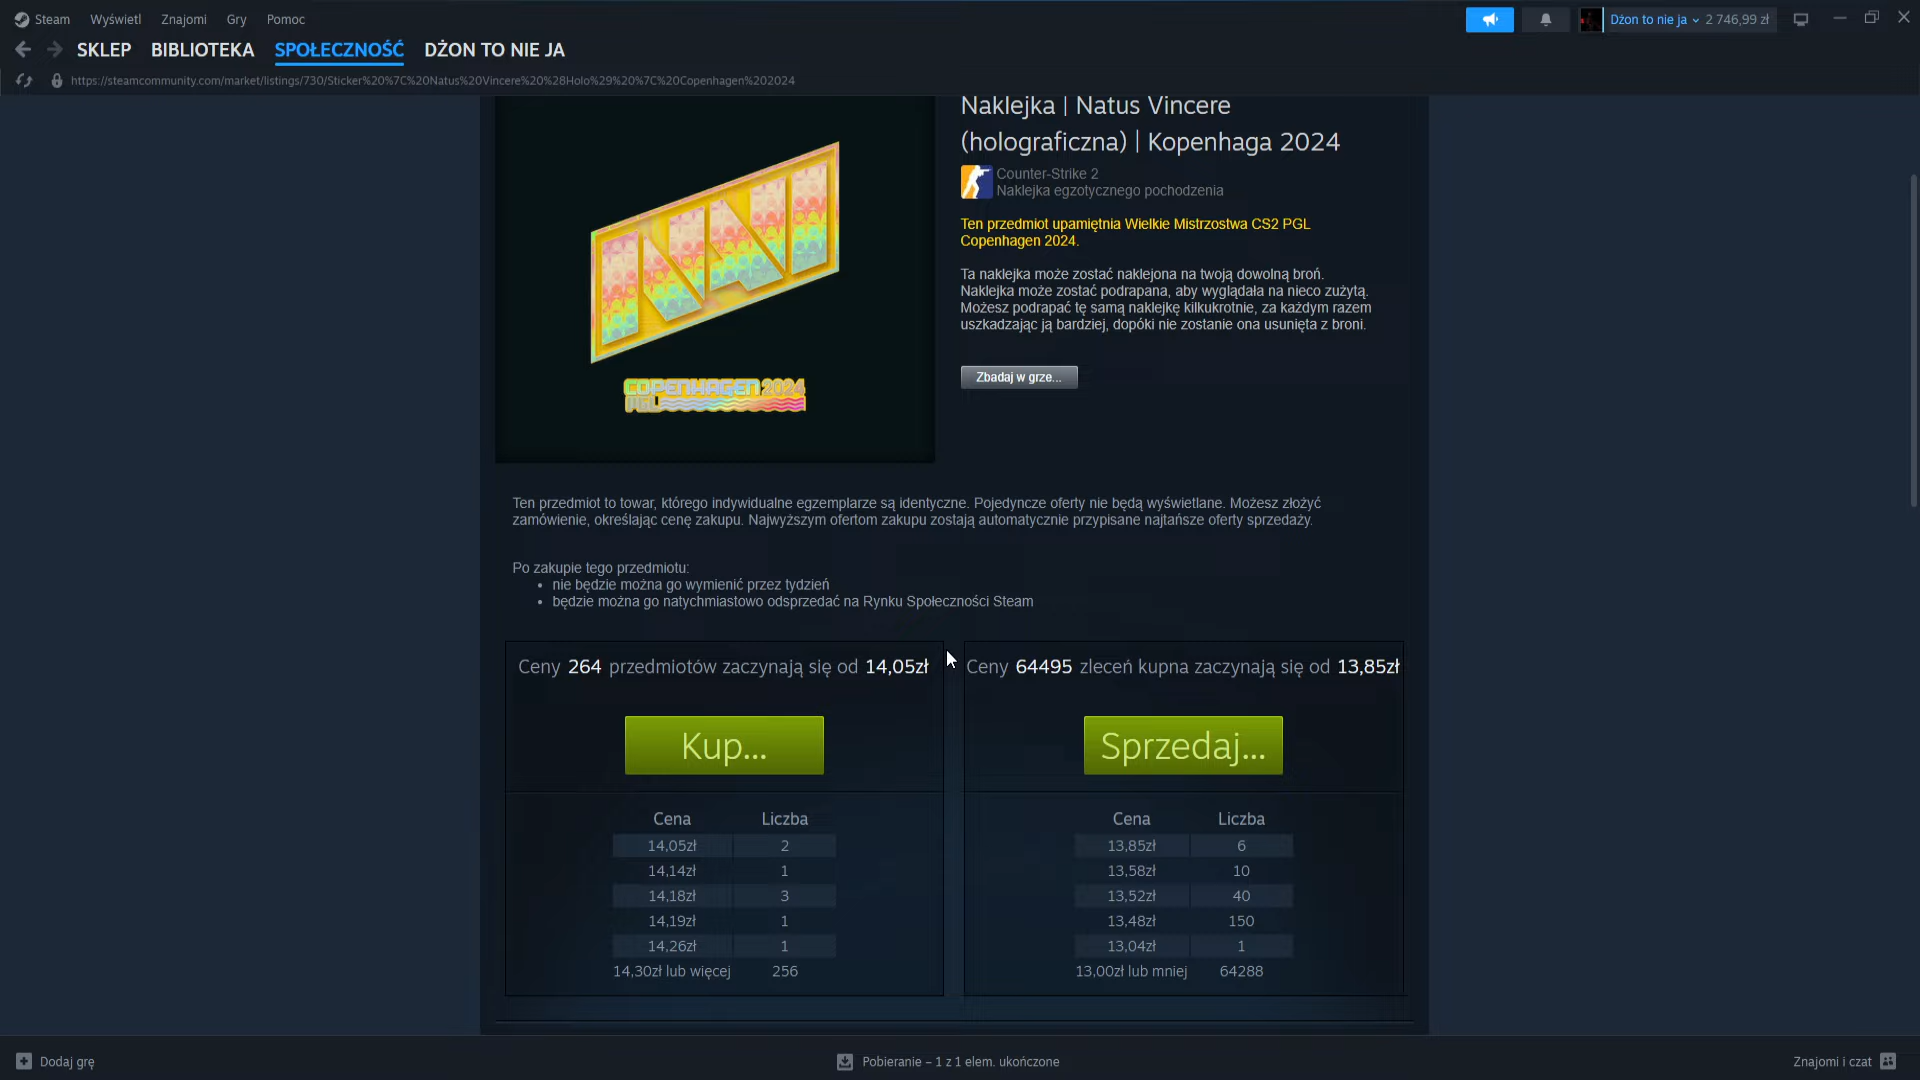 Steam Wyświetl Znajomi Gry Pomoc
Dżon to nie ja 2 746,99 zł
SKLEP BIBLIOTEKA SPOŁECZNOŚĆ DŻON TO NIE JA
https://steamcommunity.com/market/listings/730/Sticker%20%7C%20Natus%20Vincere%20%28Holo%29%20%7C%20Copenhagen%202024
Naklejka | Natus Vincere
(holograficzna) | Kopenhaga 2024
Counter-Strike 2
Naklejka egzotycznego pochodzenia
Ten przedmiot upamiętnia Wielkie Mistrzostwa CS2 PGL
Copenhagen 2024.
Ta naklejka może zostać naklejona na twoją dowolną broń.
Naklejka może zostać podrapana, aby wyglądała na nieco zużytą.
Możesz podrapać tę samą naklejkę kilkukrotnie, za każdym razem
uszkadzając ją bardziej, dopóki nie zostanie ona usunięta z broni.
Zbadaj w grze...
NAVI
COPENHAGEN 2024
PGL
Ten przedmiot to towar, którego indywidualne egzemplarze są identyczne. Pojedyncze oferty nie będą wyświetlane. Możesz złożyć
zamówienie, określając cenę zakupu. Najwyższym ofertom zakupu zostają automatycznie przypisane najtańsze oferty sprzedaży.
Po zakupie tego przedmiotu:
• nie będzie można go wymienić przez tydzień
• będzie można go natychmiastowo odsprzedać na Rynku Społeczności Steam
Ceny 264 przedmiotów zaczynają się od 14,05zł
Kup...
Cena Liczba
14,05zł 2
14,14zł 1
14,18zł 3
14,19zł 1
14,26zł 1
14,30zł lub więcej 256
Ceny 64495 zleceń kupna zaczynają się od 13,85zł
Sprzedaj...
Cena Liczba
13,85zł 6
13,58zł 10
13,52zł 40
13,48zł 150
13,04zł 1
13,00zł lub mniej 64288
Dodaj grę
Pobieranie – 1 z 1 elem. ukończone
Znajomi i czat